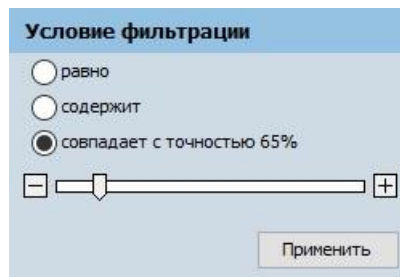 Условие фильтрации
равно
содержит
совпадает с точностью 65%
Применить